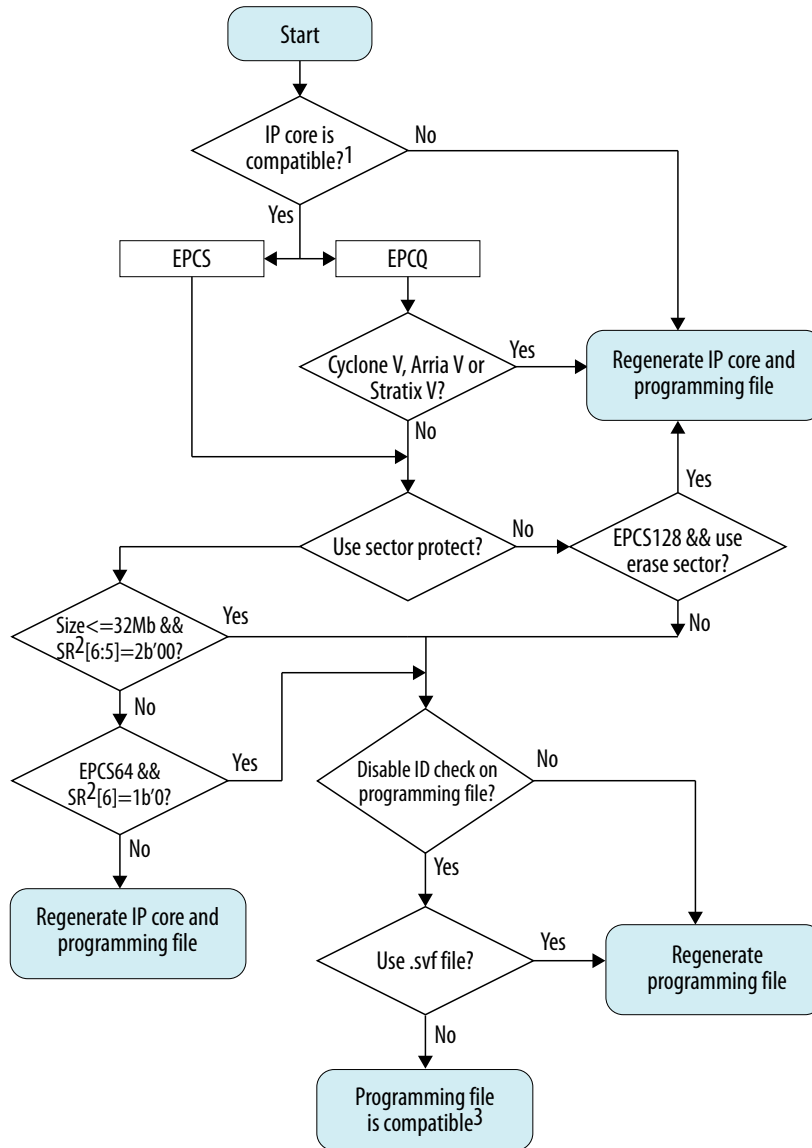 Start
IP core is
compatible?1
No
Yes
EPCS
EPCQ
Cyclone V, Arria V or
Stratix V?
Yes
Regenerate IP core and
programming file
No
Yes
Use sector protect?
No
EPCS128 && use
erase sector?
Size<=32Mb &&
SR2[6:5]=2b'00?
Yes
No
No
EPCS64 &&
SR2[6]=1b'0?
Yes
Disable ID check on
programming file?
No
No
Yes
Regenerate IP core and
programming file
Use .svf file?
Yes
Regenerate
programming file
No
Programming file
is compatible3